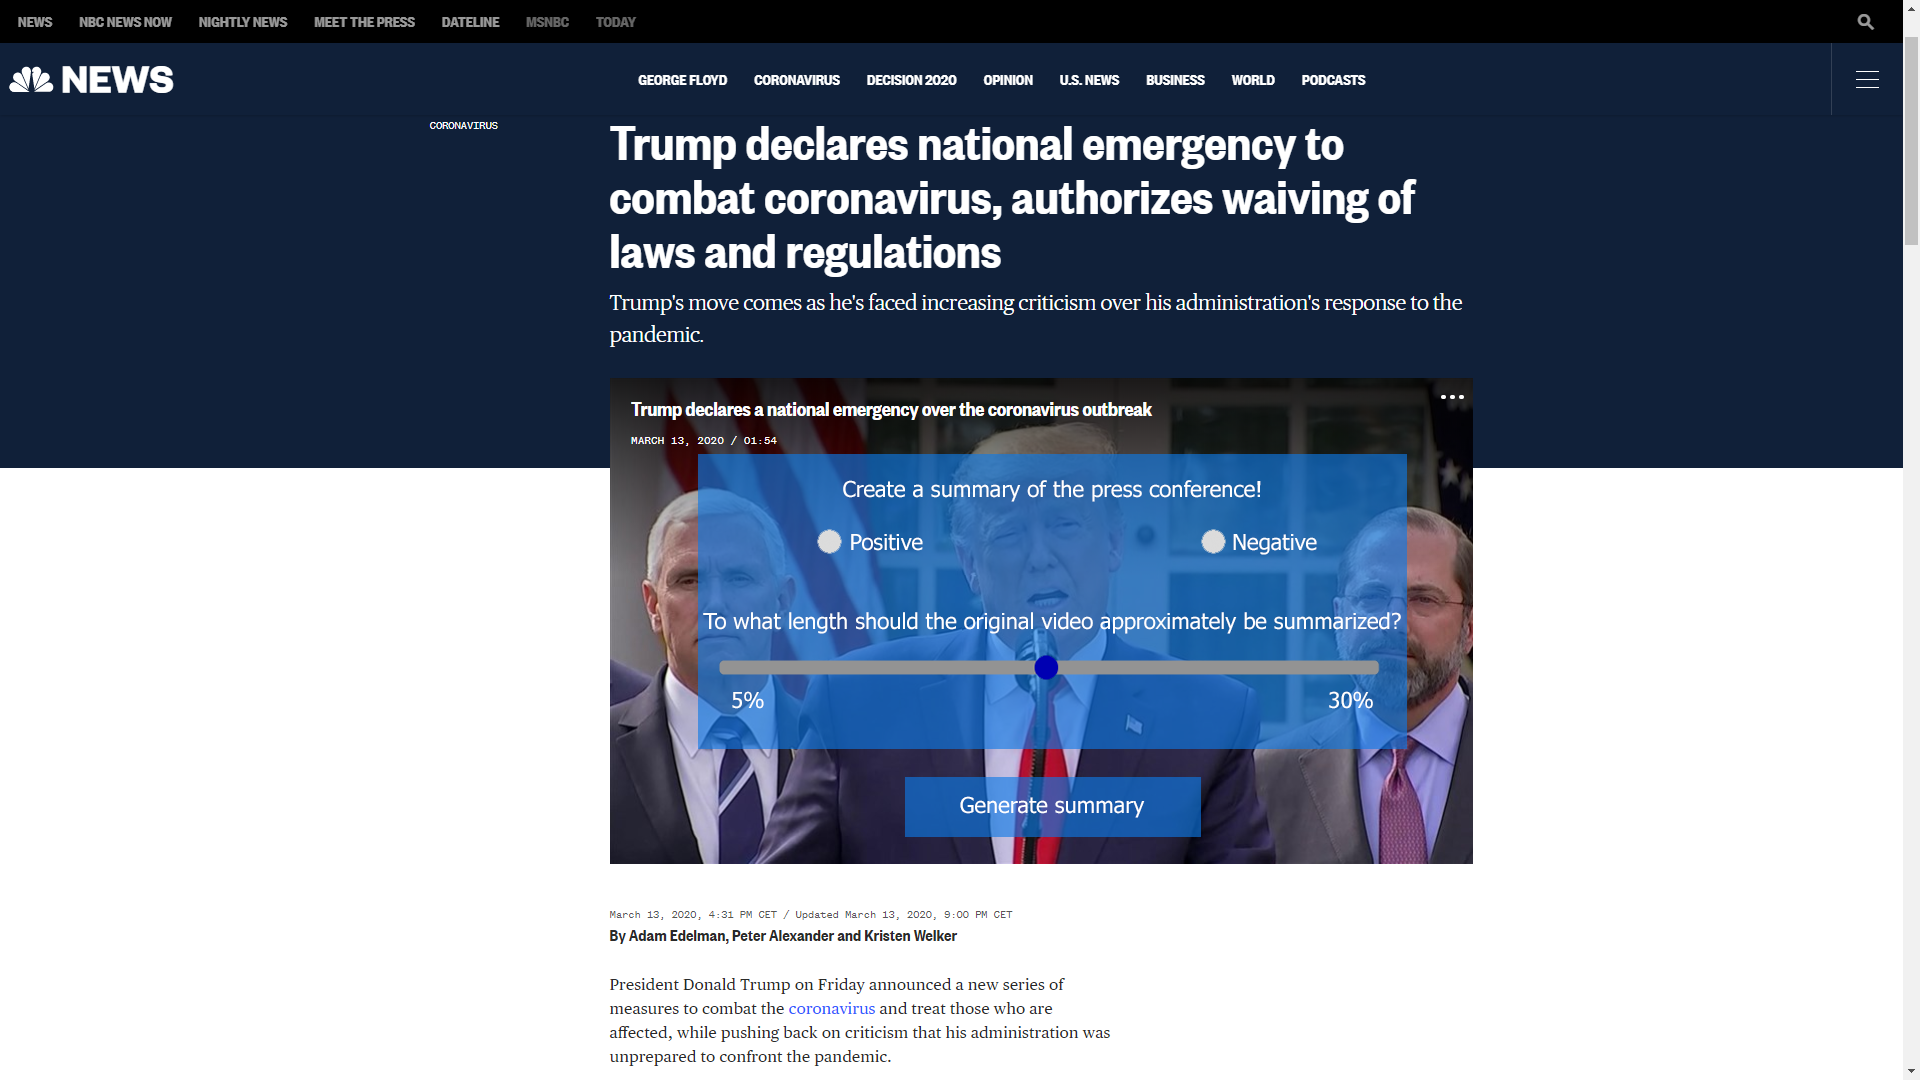 NEWS NBC NEWS NOW NIGHTLY NEWS MEET THE PRESS DATELINE MSNBC TODAY
NEWS
GEORGE FLOYD CORONAVIRUS DECISION 2020 OPINION U.S. NEWS BUSINESS WORLD PODCASTS
CORONAVIRUS
Trump declares national emergency to
combat coronavirus, authorizes waiving of
laws and regulations
Trump's move comes as he's faced increasing criticism over his administration's response to the
pandemic.
Trump declares a national emergency over the coronavirus outbreak
MARCH 13, 2020 / 01:54
Create a summary of the press conference!
Positive Negative
To what length should the original video approximately be summarized?
5% 30%
Generate summary
March 13, 2020, 4:31 PM CET / Updated March 13, 2020, 9:00 PM CET
By Adam Edelman, Peter Alexander and Kristen Welker
President Donald Trump on Friday announced a new series of
measures to combat the coronavirus and treat those who are
affected, while pushing back on criticism that his administration was
unprepared to confront the pandemic.